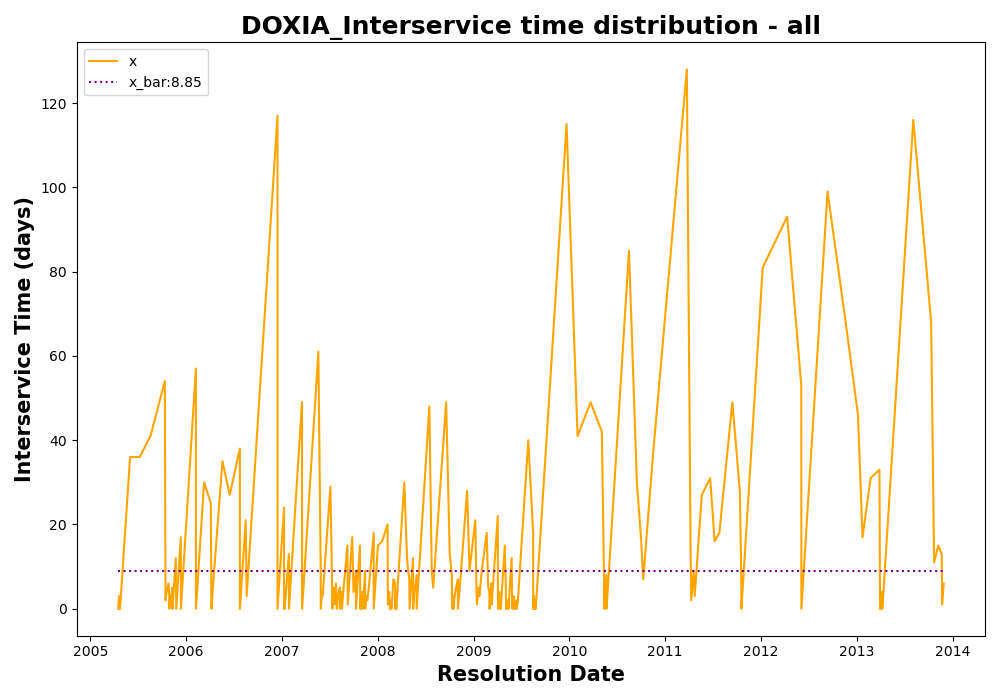 DOXIA_Interservice time distribution - all
x
x_bar:8.85
Interservice Time (days)
120
100
80
60
40
20
0
2005 2006 2007 2008 2009 2010 2011 2012 2013 2014
Resolution Date